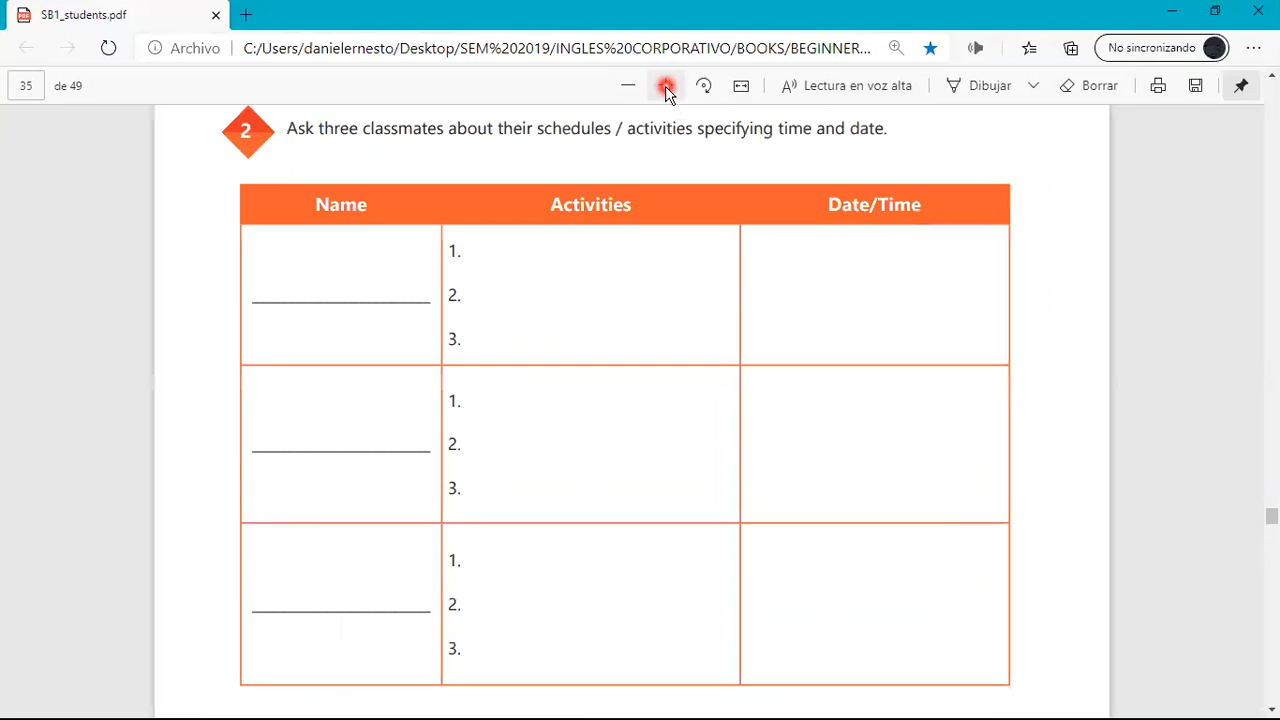 SB1_students.pdf
Archivo C:/Users/danielernesto/Desktop/SEM%202019/INGLES%20CORPORATIVO/BOOKS/BEGINNER... No sincronizando
35 de 49 Lectura en voz alta Dibujar Borrar
2 Ask three classmates about their schedules / activities specifying time and date.
Name Activities Date/Time
1.
2.
3.
1.
2.
3.
1.
2.
3.